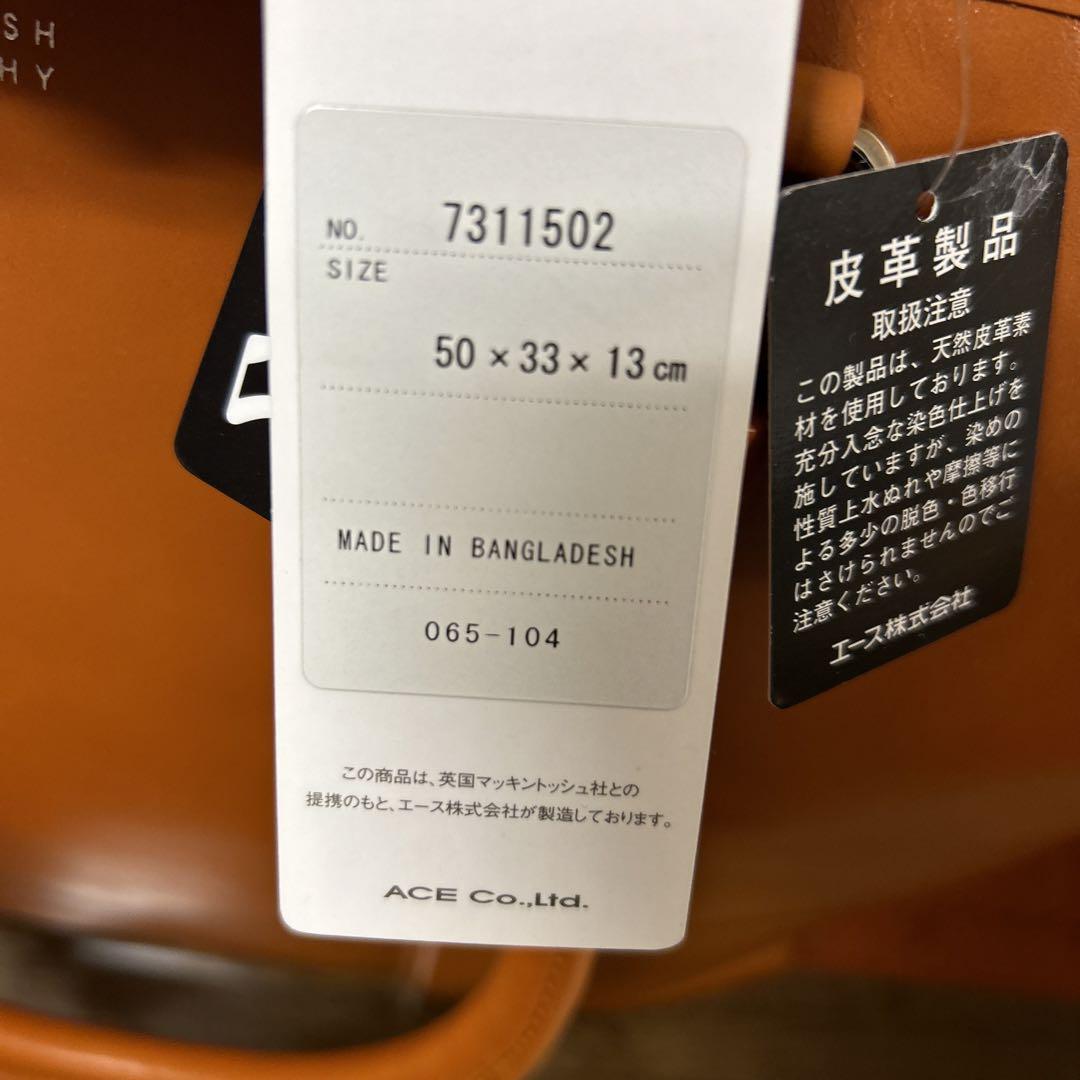 SH
HY
NO. 7311502
SIZE
50 × 33 × 13 cm
MADE IN BANGLADESH
065-104
この商品は、英国マッキントッシュ社との
提携のもと、エース株式会社が製造しております。
ACE Co.,Ltd.
皮革製品
取扱注意
この製品は、天然皮革素
材を使用しております。
充分入念な染色仕上げを
施していますが、染めの
性質上水ぬれや摩擦等に
よる多少の脱色・色移行
はさけられませんのでご
注意ください。
エース株式会社